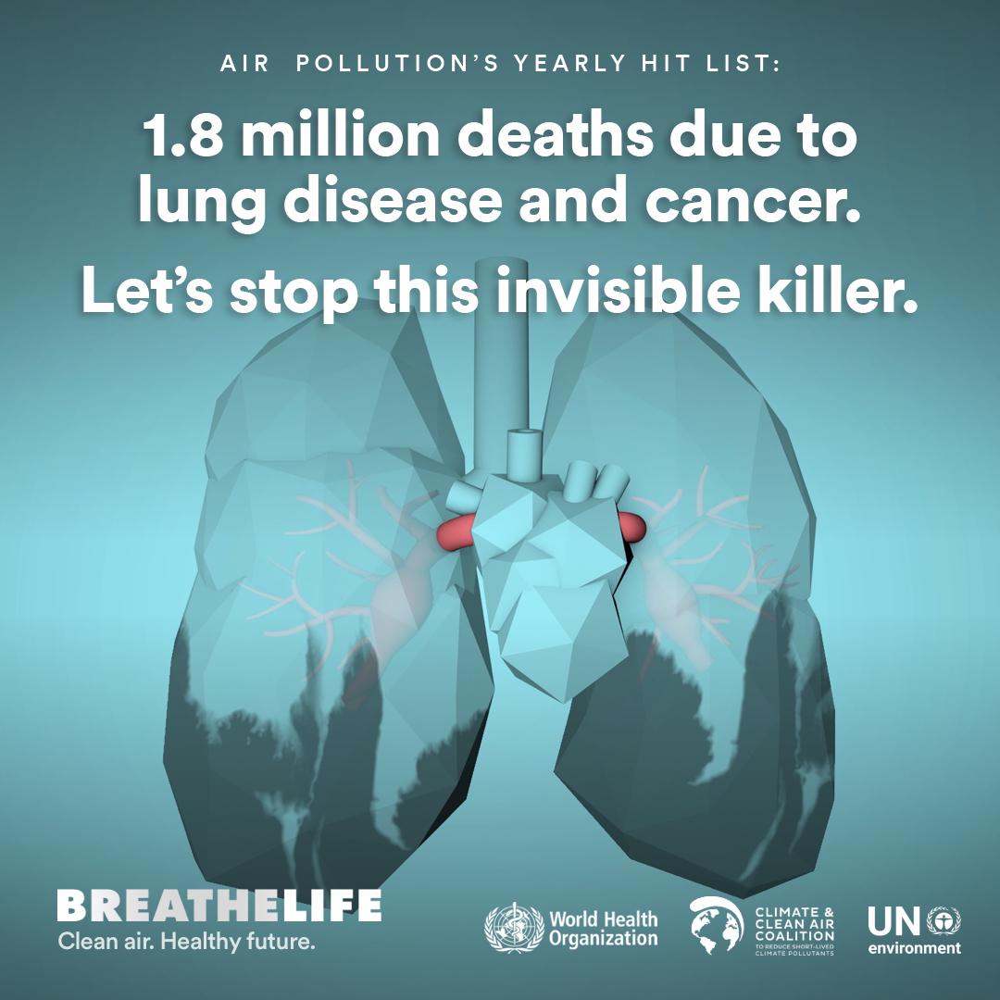 AIR POLLUTION'S YEARLY HIT LIST:
1.8 million deaths due to
lung disease and cancer.
Let's stop this invisible killer.
BREATHELIFE
Clean air. Healthy future.
World Health
Organization
CLIMATE &
CLEAN AIR
COALITION
TO REDUCE SHORT-LIVED
CLIMATE POLLUTANTS
UN
environment